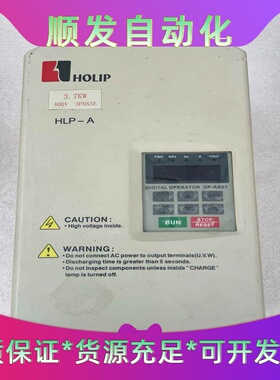 顺发自动化
HOLIP
3.7KW
400V 3PHASE
HLP-A
FWD REV
DIGITAL OPERATOR OP-AB01
RUN
STOP
RESET
CAUTION:
High voltage inside.
WARNING:
Do not connect AC power to output terminals(U.V.W).
Discharging time is greater than 5 seconds.
Do not inspect components unless inside "CHARGE"
lamp is turned off.
质保证*货源充足*可开发